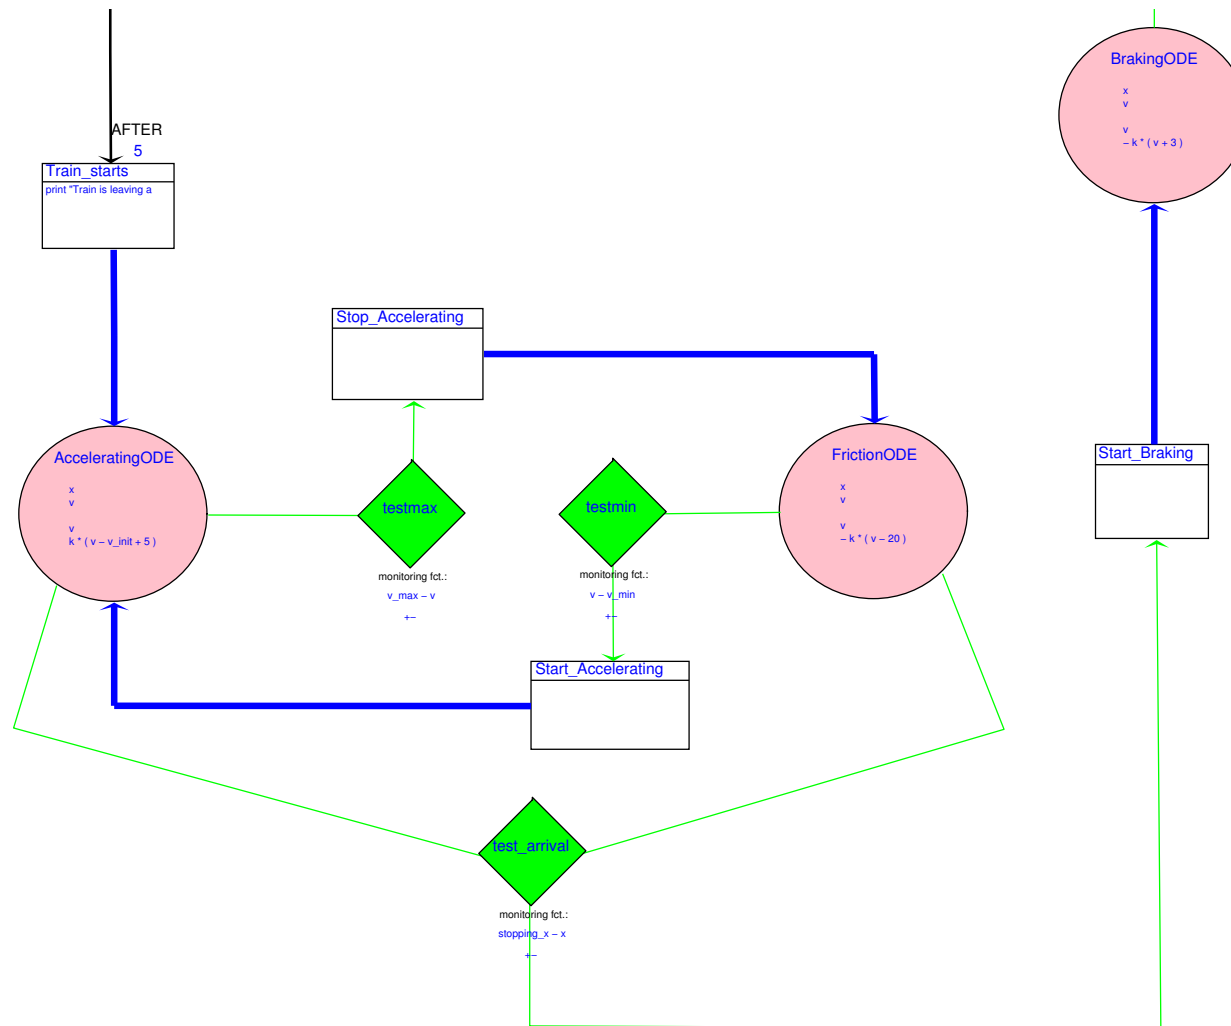 BrakingODE
x
v
v
– k * ( v + 3 )
AFTER
5
Train_starts
print "Train is leaving a
Stop_Accelerating
Start_Braking
AcceleratingODE
x
v
v
k * ( v – v_init + 5 )
testmax
monitoring fct.:
v_max – v
+–
testmin
monitoring fct.:
v – v_min
+–
FrictionODE
x
v
v
– k * ( v – 20 )
Start_Accelerating
test_arrival
monitoring fct.:
stopping_x – x
+–